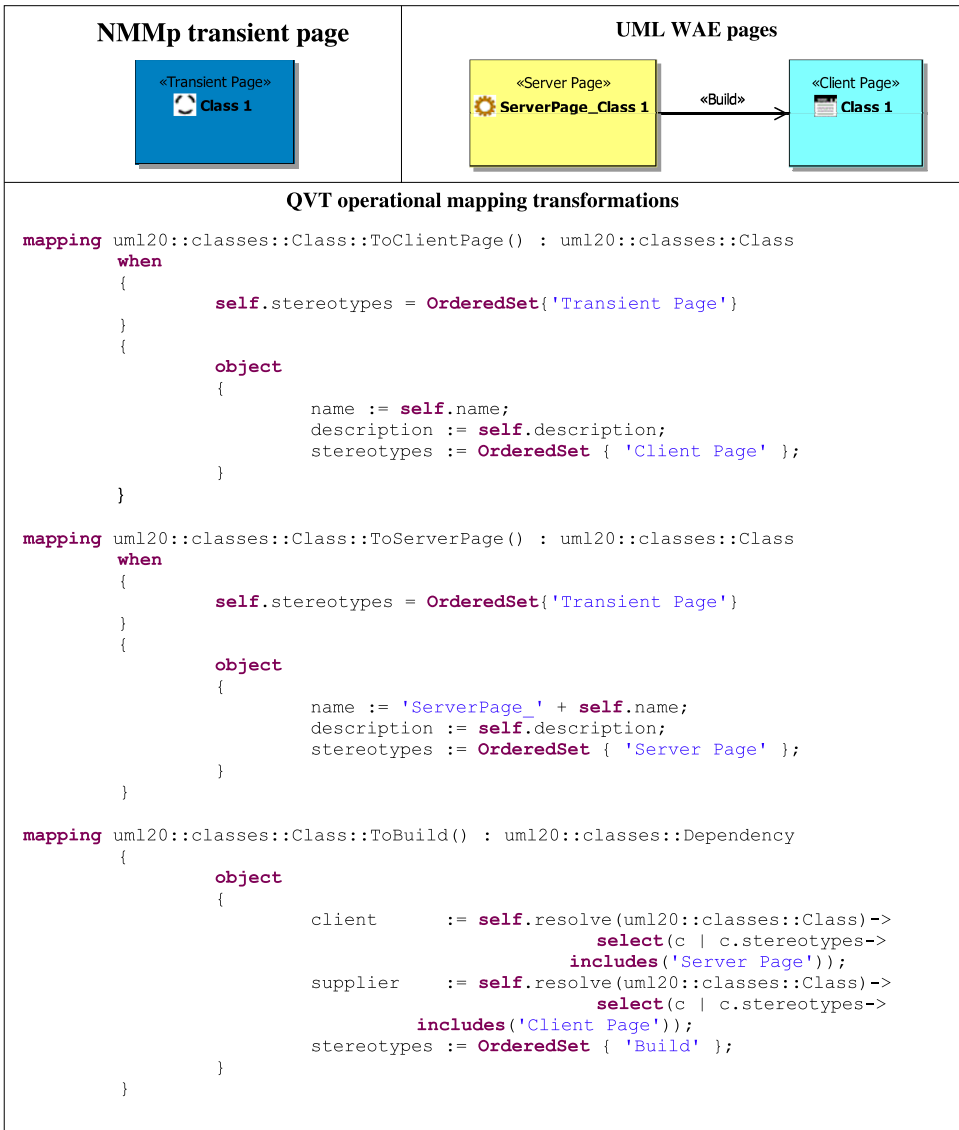 NMMp transient page
UML WAE pages
«Transient Page»
Class 1
«Server Page»
ServerPage_Class 1
«Build»
«Client Page»
Class 1
QVT operational mapping transformations
mapping uml20::classes::Class::ToClientPage() : uml20::classes::Class
when
{
self.stereotypes = OrderedSet{'Transient Page'}
}
{
object
{
name := self.name;
description := self.description;
stereotypes := OrderedSet { 'Client Page' };
}
}
mapping uml20::classes::Class::ToServerPage() : uml20::classes::Class
when
{
self.stereotypes = OrderedSet{'Transient Page'}
}
{
object
{
name := 'ServerPage_' + self.name;
description := self.description;
stereotypes := OrderedSet { 'Server Page' };
}
}
mapping uml20::classes::Class::ToBuild() : uml20::classes::Dependency
{
object
{
client := self.resolve(uml20::classes::Class)->
select(c | c.stereotypes->
includes('Server Page'));
supplier := self.resolve(uml20::classes::Class)->
select(c | c.stereotypes->
includes('Client Page'));
stereotypes := OrderedSet { 'Build' };
}
}